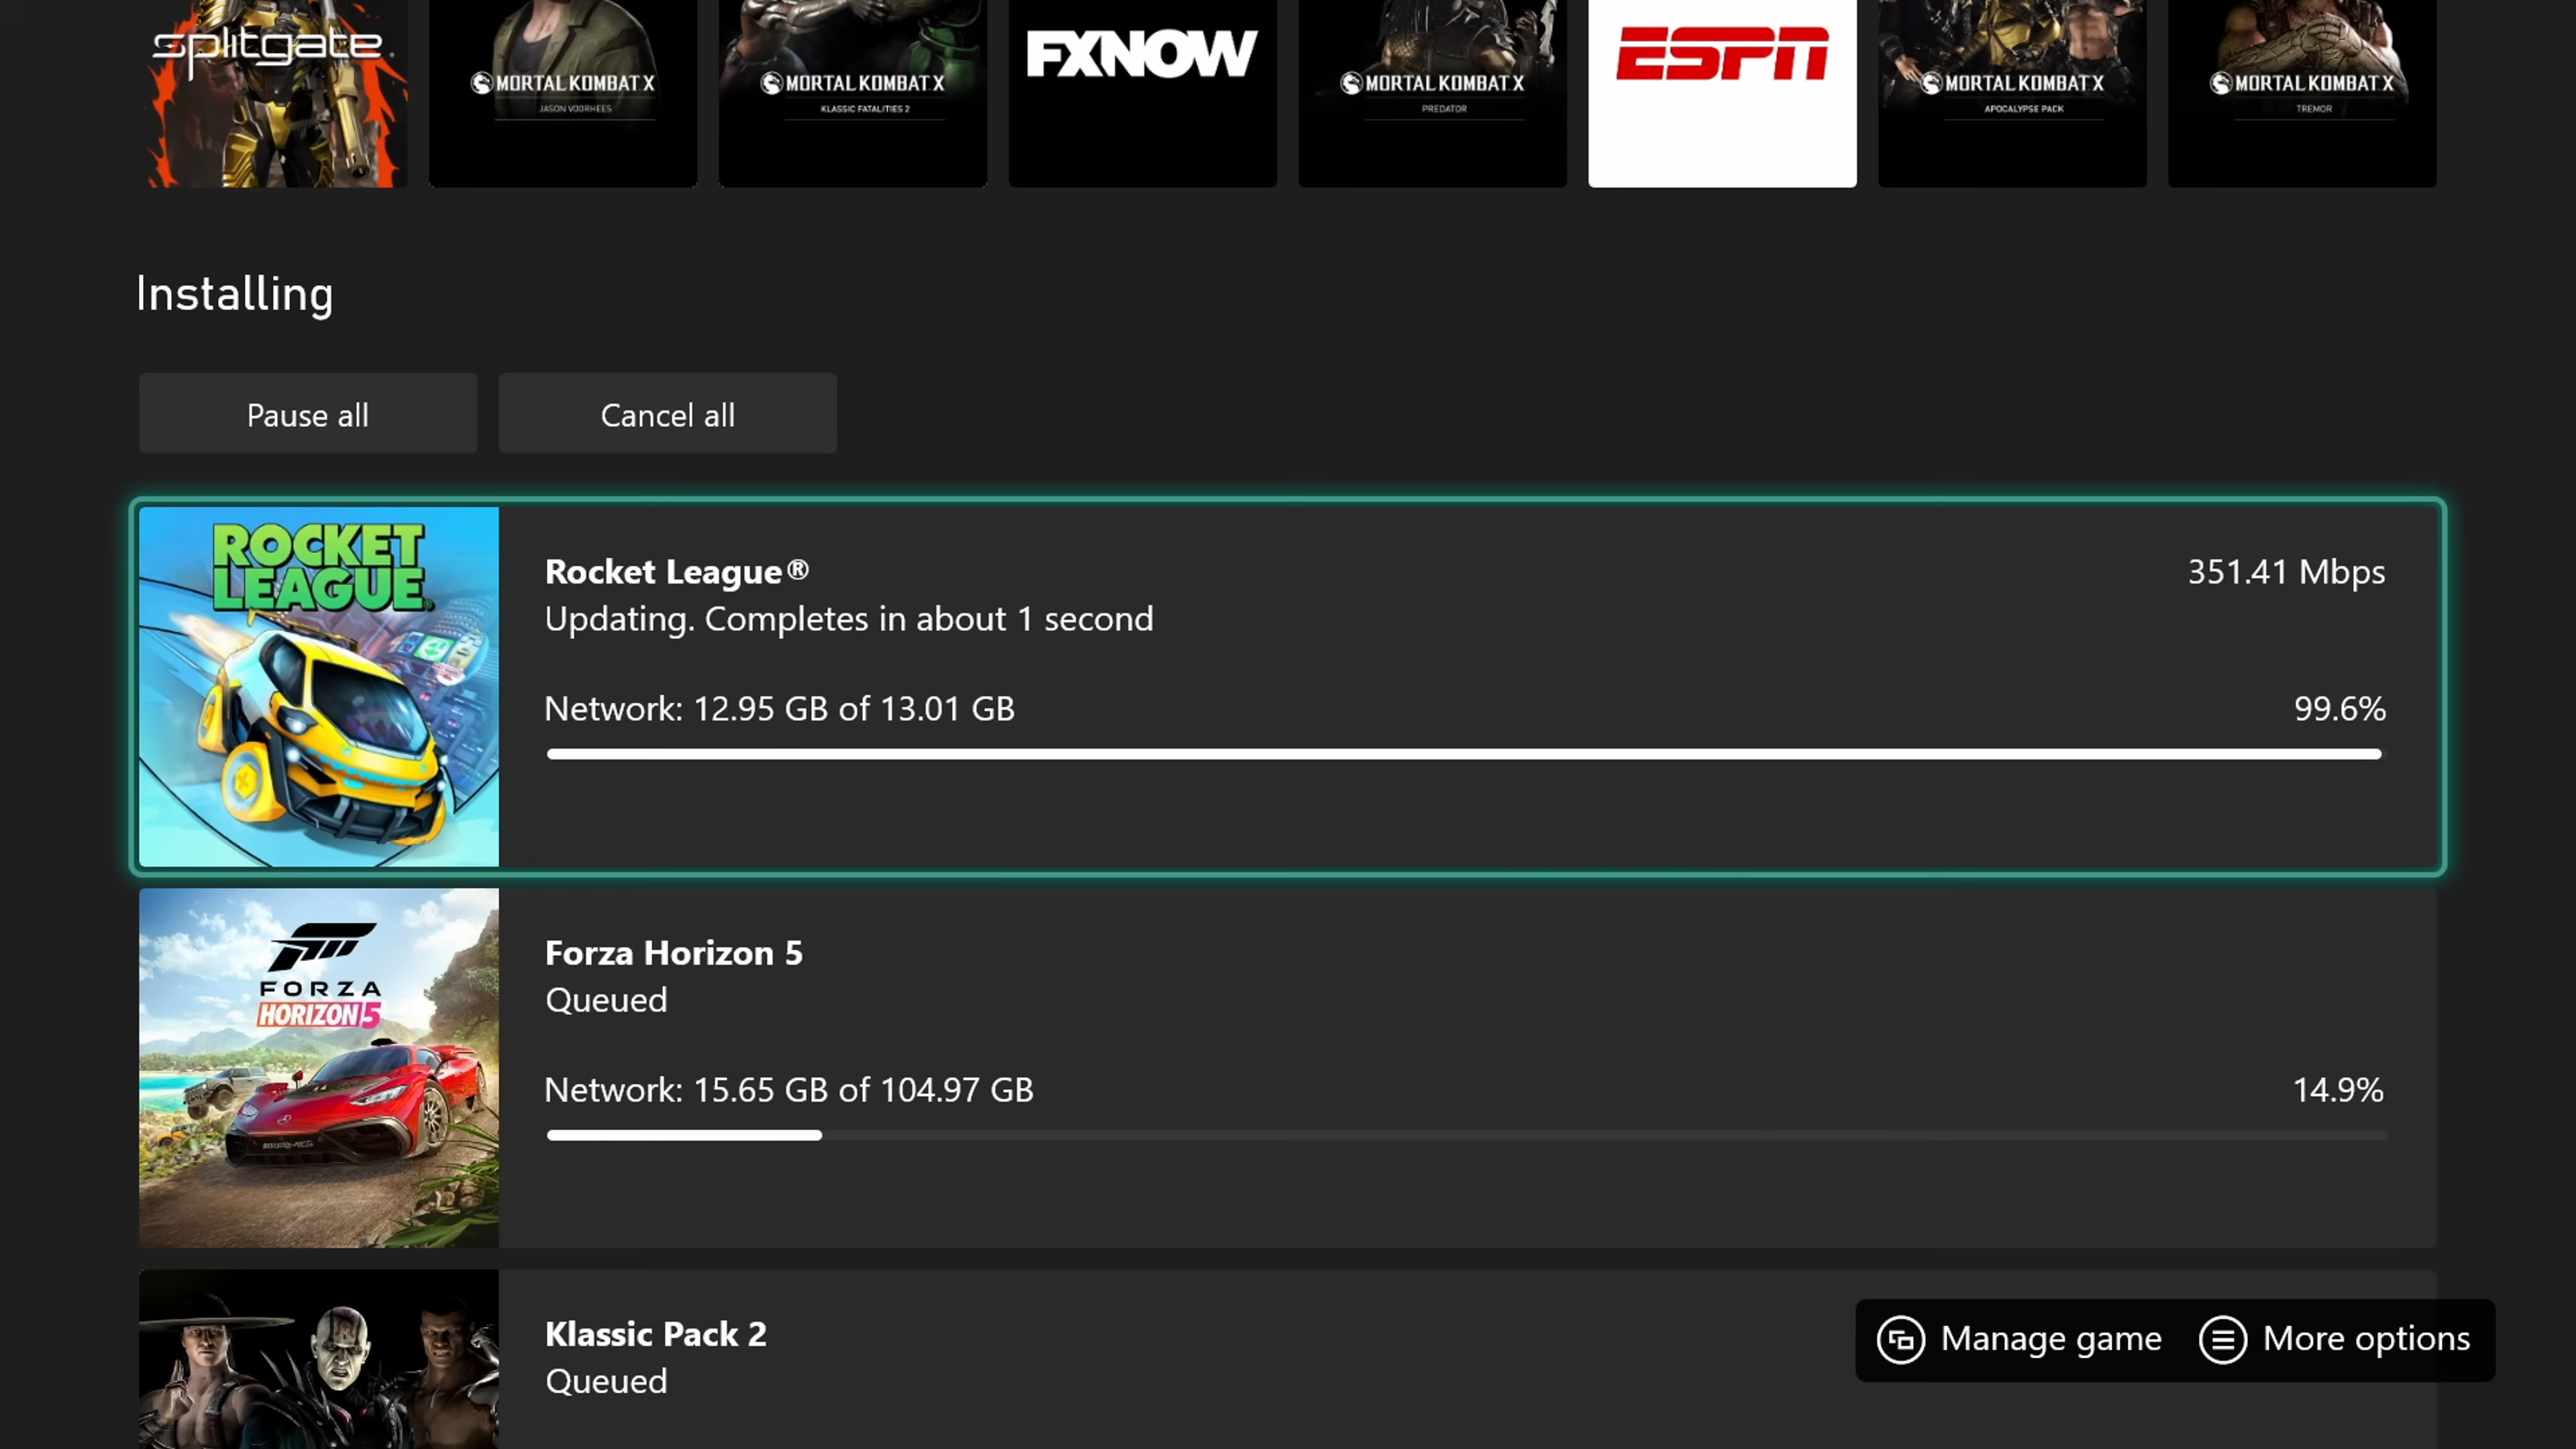 splitgate
MORTAL KOMBAT X
JASON VOORHEES
MORTAL KOMBAT X
KLASSIC FATALITIES 2
FXNOW
MORTAL KOMBAT X
PREDATOR
ESPN
MORTAL KOMBAT X
APOCALYPSE PACK
MORTAL KOMBAT X
TREMOR
Installing
Pause all
Cancel all
ROCKET
LEAGUE®
Rocket League®
351.41 Mbps
Updating. Completes in about 1 second
Network: 12.95 GB of 13.01 GB
99.6%
FORZA
HORIZON 5
Forza Horizon 5
Queued
Network: 15.65 GB of 104.97 GB
14.9%
Klassic Pack 2
Queued
Manage game
More options